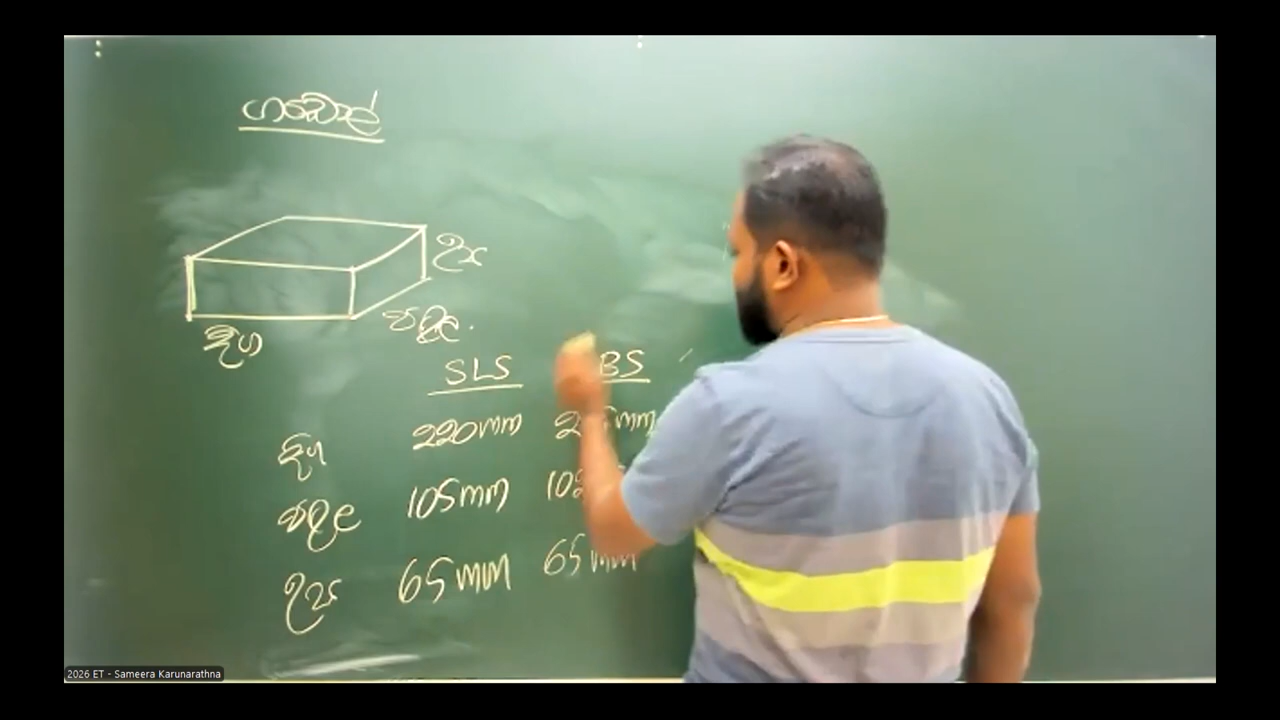 ගඩොල්
උස
පළල
දිග
SLS BS
දිග 220mm
පළල 105mm
උස 65mm 65mm
2026 ET - Sameera Karunarathna